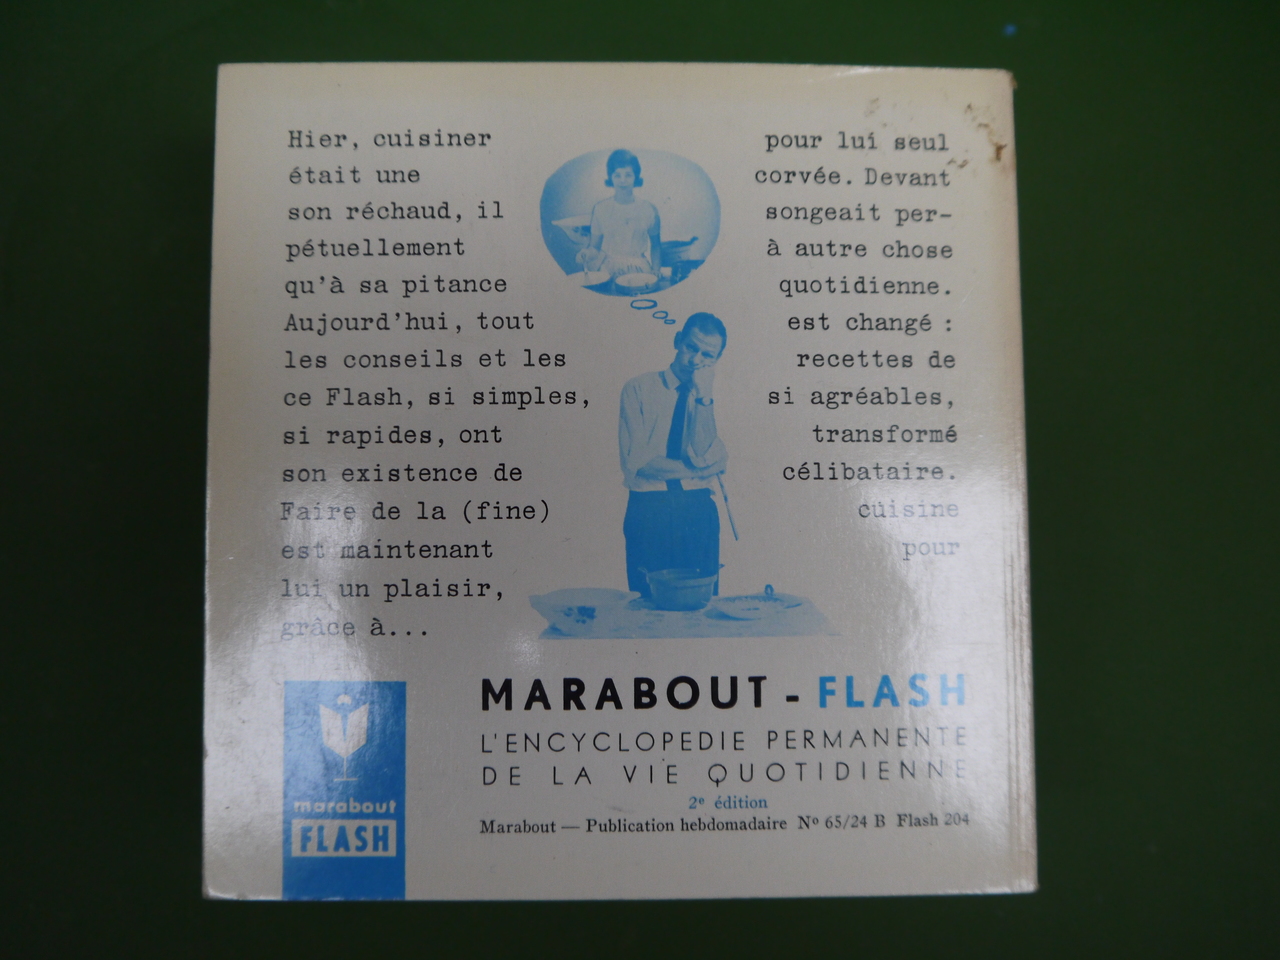 Hier, cuisiner pour lui seul
était une corvée. Devant
son réchaud, il songeait per-
pétuellement à autre chose
qu'à sa pitance quotidienne.
Aujourd'hui, tout est changé :
les conseils et les recettes de
ce Flash, si simples, si agréables,
si rapides, ont transformé
son existence de célibataire.
Faire de la (fine) cuisine
est maintenant pour
lui un plaisir,
grâce à...
MARABOUT - FLASH
L'ENCYCLOPEDIE PERMANENTE
DE LA VIE QUOTIDIENNE
2e édition
Marabout — Publication hebdomadaire No 65/24 B Flash 204
marabout
FLASH